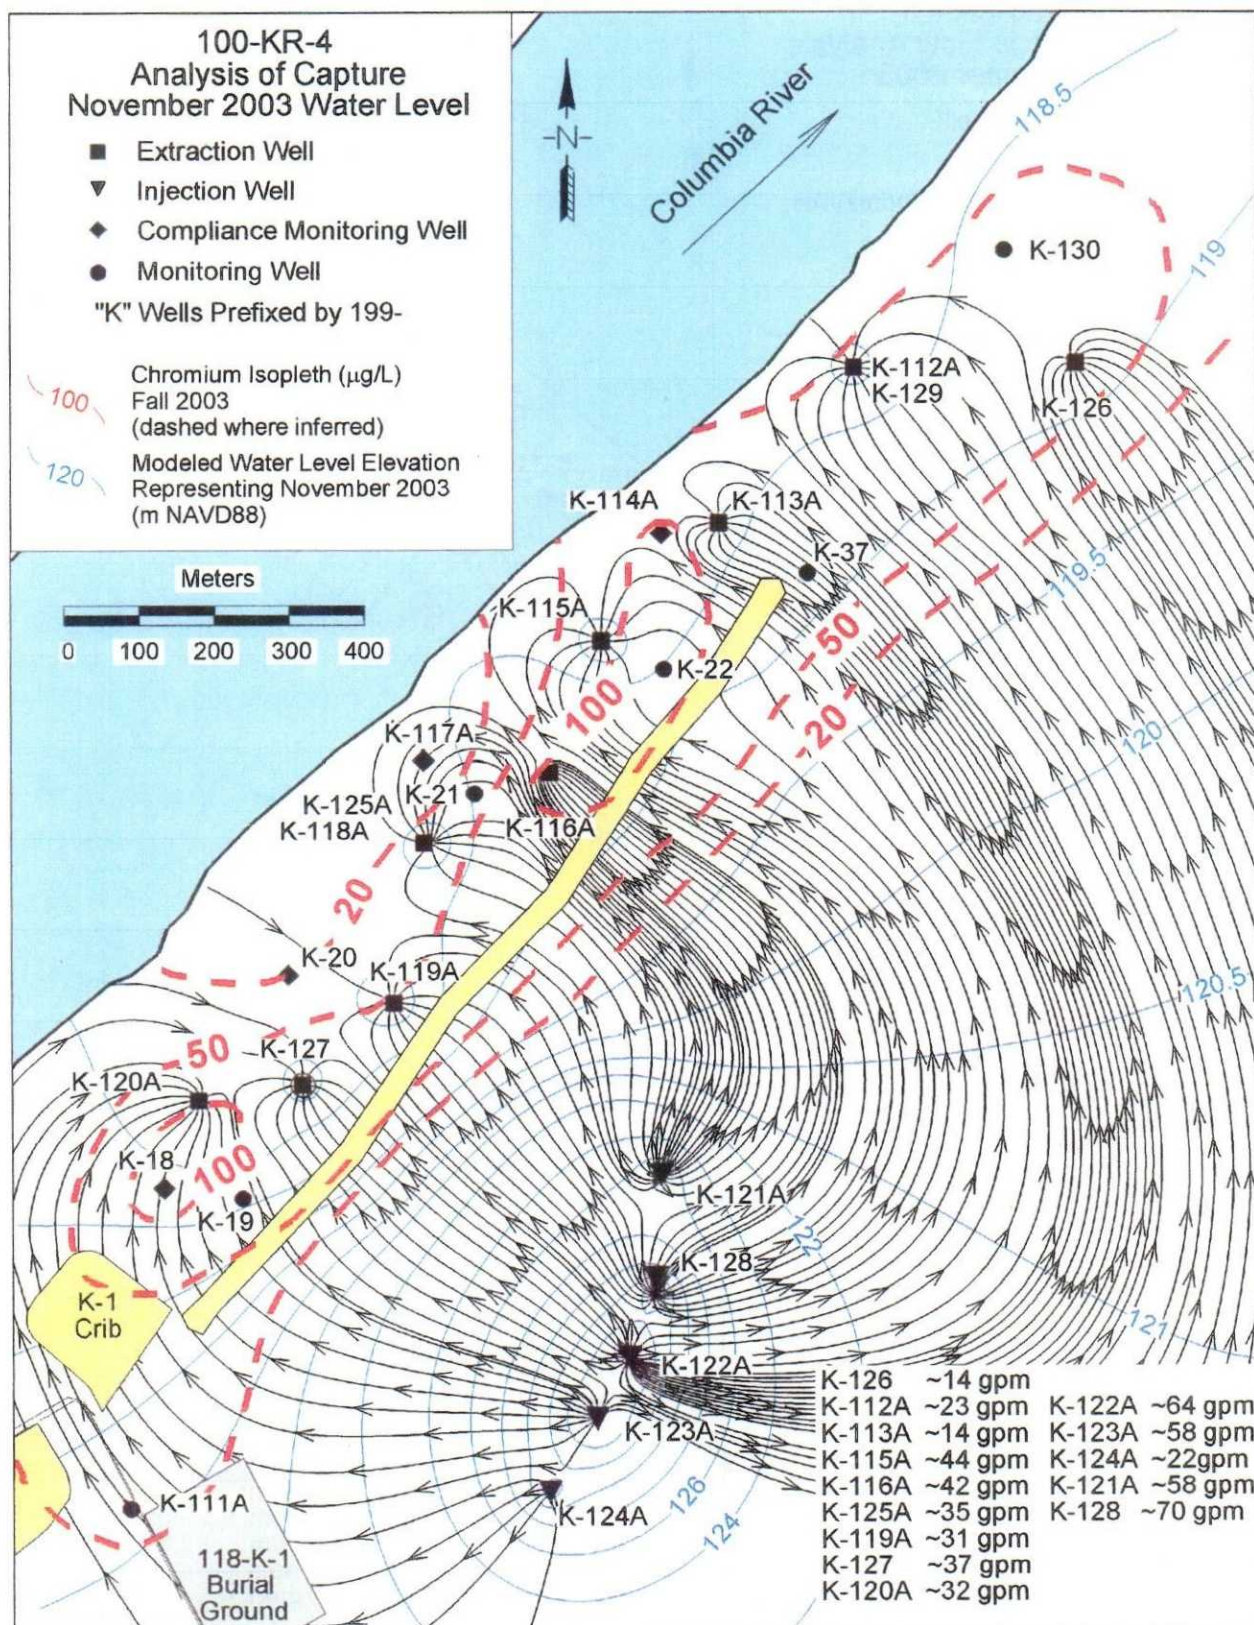 100-KR-4
Analysis of Capture
November 2003 Water Level
Extraction Well
Injection Well
Compliance Monitoring Well
Monitoring Well
"K" Wells Prefixed by 199-
100
Chromium Isopleth (μg/L)
Fall 2003
(dashed where inferred)
120
Modeled Water Level Elevation
Representing November 2003
(m NAVD88)
Meters
0 100 200 300 400
-N-
Columbia River
118.5
119
K-130
K-112A
K-129
K-126
K-114A
K-113A
K-37
119.5
K-115A
50
K-22
100
20
120
K-117A
K-125A
K-21
K-118A
K-116A
20
K-20
K-119A
120.5
50
K-127
K-120A
K-18
100
K-19
K-121A
122
K-128
K-1
Crib
121
K-122A
K-123A
K-111A
K-124A
126
124
118-K-1
Burial
Ground
K-126 ~14 gpm
K-112A ~23 gpm K-122A ~64 gpm
K-113A ~14 gpm K-123A ~58 gpm
K-115A ~44 gpm K-124A ~22gpm
K-116A ~42 gpm K-121A ~58 gpm
K-125A ~35 gpm K-128 ~70 gpm
K-119A ~31 gpm
K-127 ~37 gpm
K-120A ~32 gpm